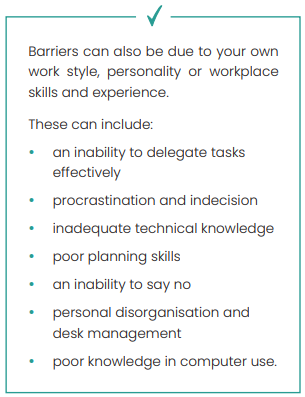 Barriers can also be due to your own
work style, personality or workplace
skills and experience.
These can include:
• an inability to delegate tasks
effectively
• procrastination and indecision
• inadequate technical knowledge
• poor planning skills
• an inability to say no
• personal disorganisation and
desk management
• poor knowledge in computer use.